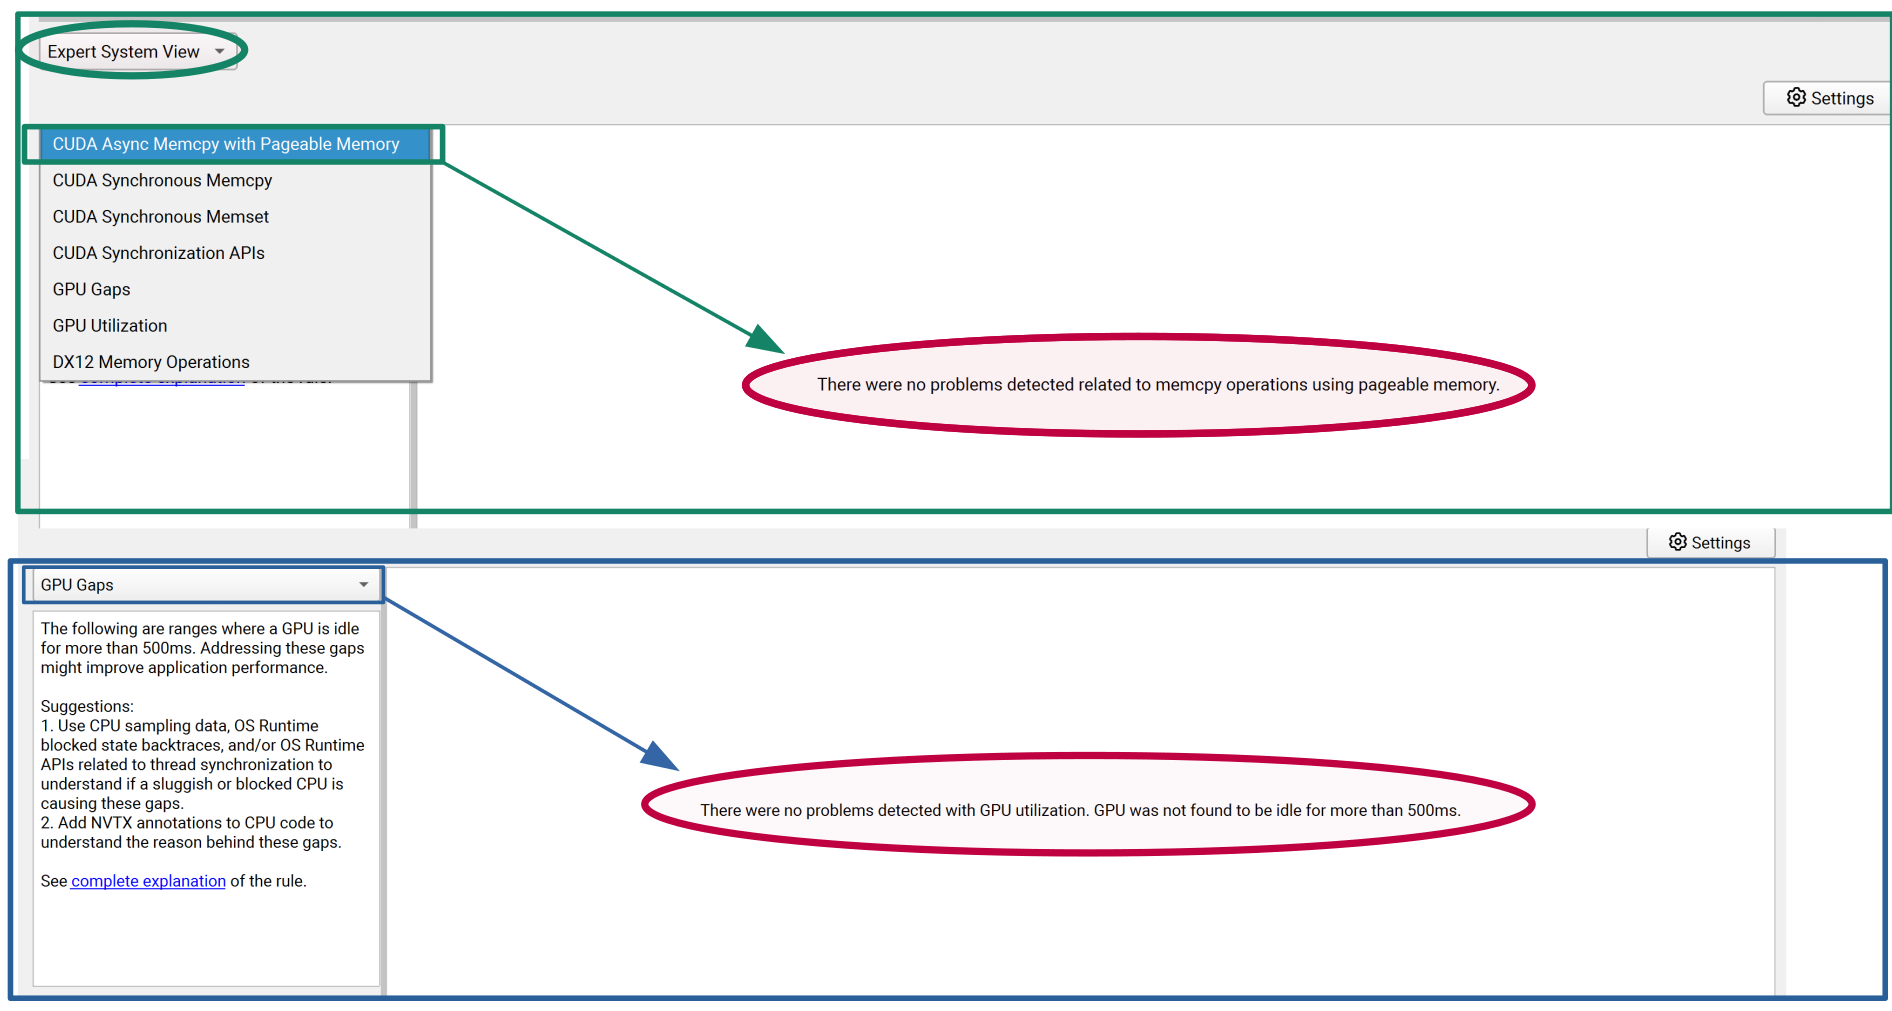 Expert System View
Settings
CUDA Async Memcpy with Pageable Memory
CUDA Synchronous Memcpy
CUDA Synchronous Memset
CUDA Synchronization APIs
GPU Gaps
GPU Utilization
DX12 Memory Operations
See complete explanation of the rule.
There were no problems detected related to memcpy operations using pageable memory.
Settings
GPU Gaps
The following are ranges where a GPU is idle
for more than 500ms. Addressing these gaps
might improve application performance.
Suggestions:
1. Use CPU sampling data, OS Runtime
blocked state backtraces, and/or OS Runtime
APIs related to thread synchronization to
understand if a sluggish or blocked CPU is
causing these gaps.
2. Add NVTX annotations to CPU code to
understand the reason behind these gaps.
See complete explanation of the rule.
There were no problems detected with GPU utilization. GPU was not found to be idle for more than 500ms.